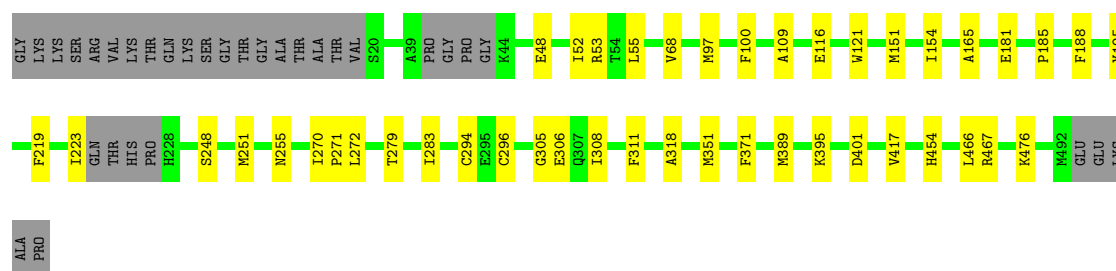 GLY LYS LYS SER ARG VAL LYS THR GLN LYS SER GLY THR GLY ALA THR ALA THR VAL S20 A39 PRO GLY PRO GLY K44 E48 I52 R53 T54 L55 V68 M97 F100 A109 E116 W121 M151 I154 A165 E181 P185 F188
F219 I223 GLN THR HIS PRO H228 S248 M251 N255 I270 P271 L272 T279 I283 C294 E295 C296 G305 E306 Q307 I308 F311 A318 M351 F371 M389 K395 D401 V417 H454 L466 R467 K476 M492 GLU GLU
ALA PRO